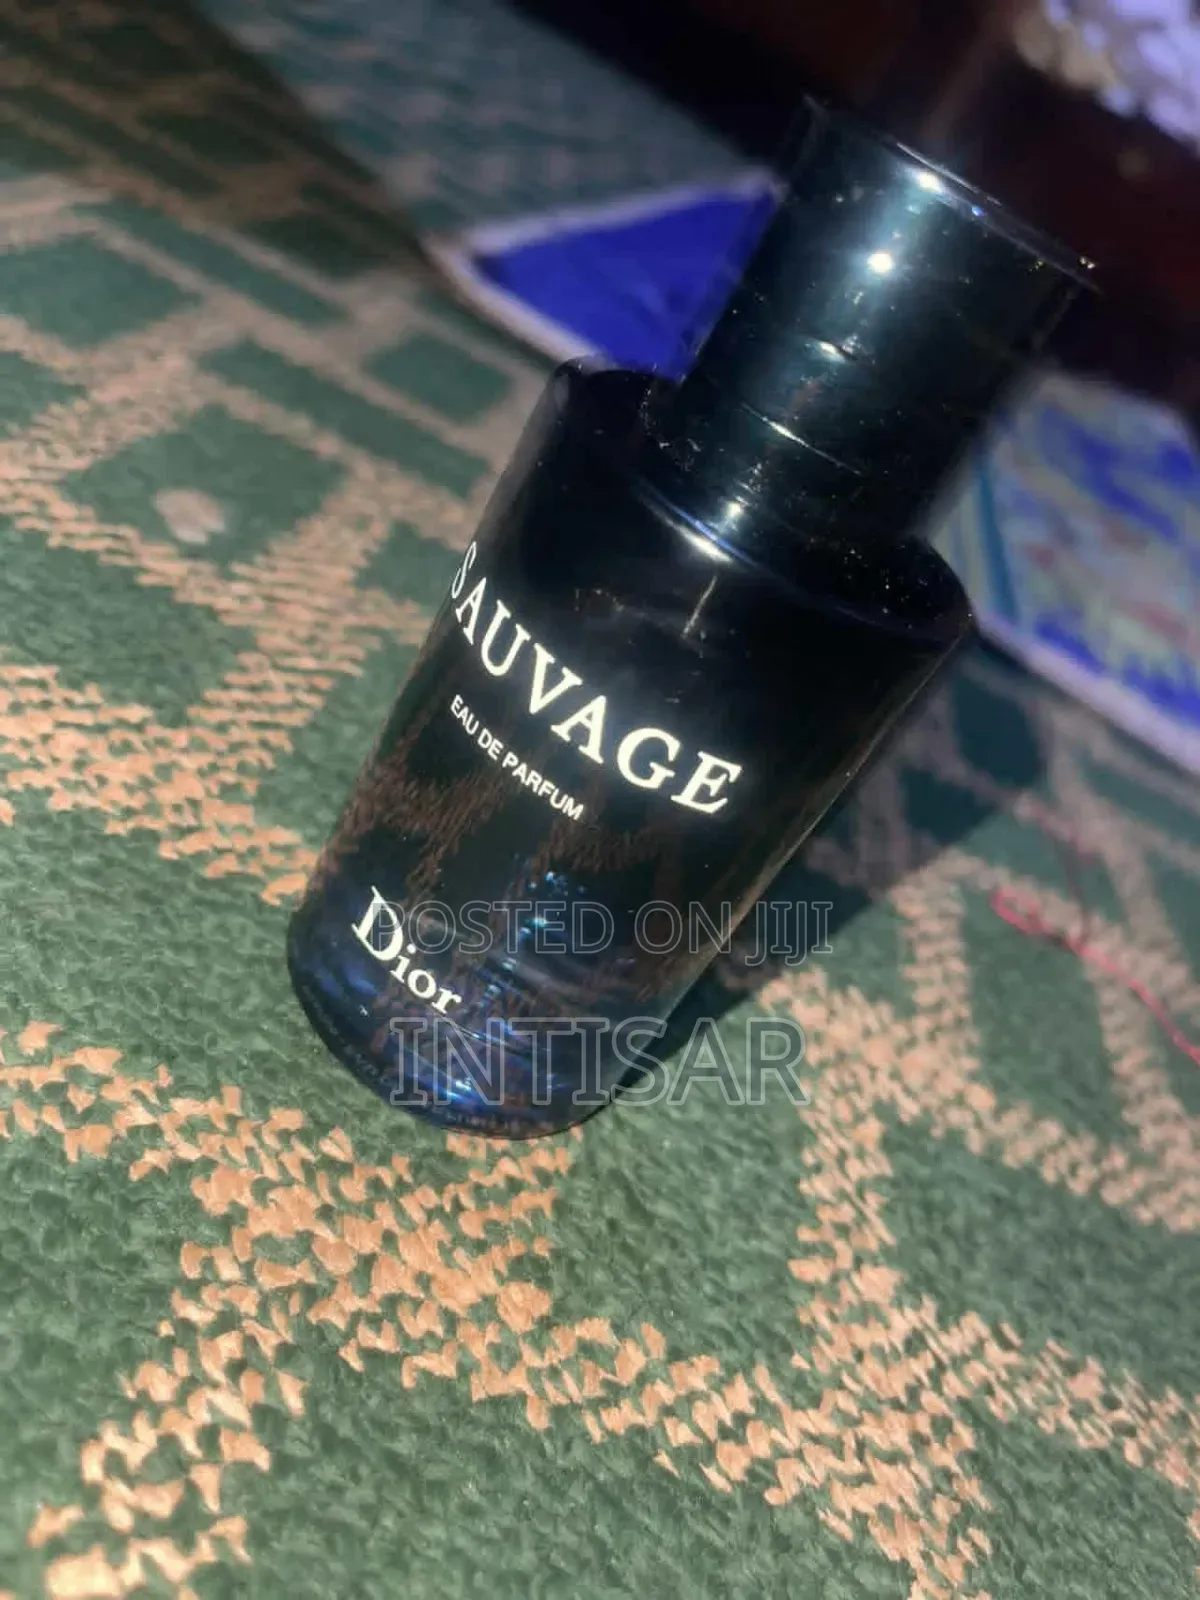 SAUVAGE
EAU DE PARFUM
Dior
POSTED ON JIJI
INTISAR